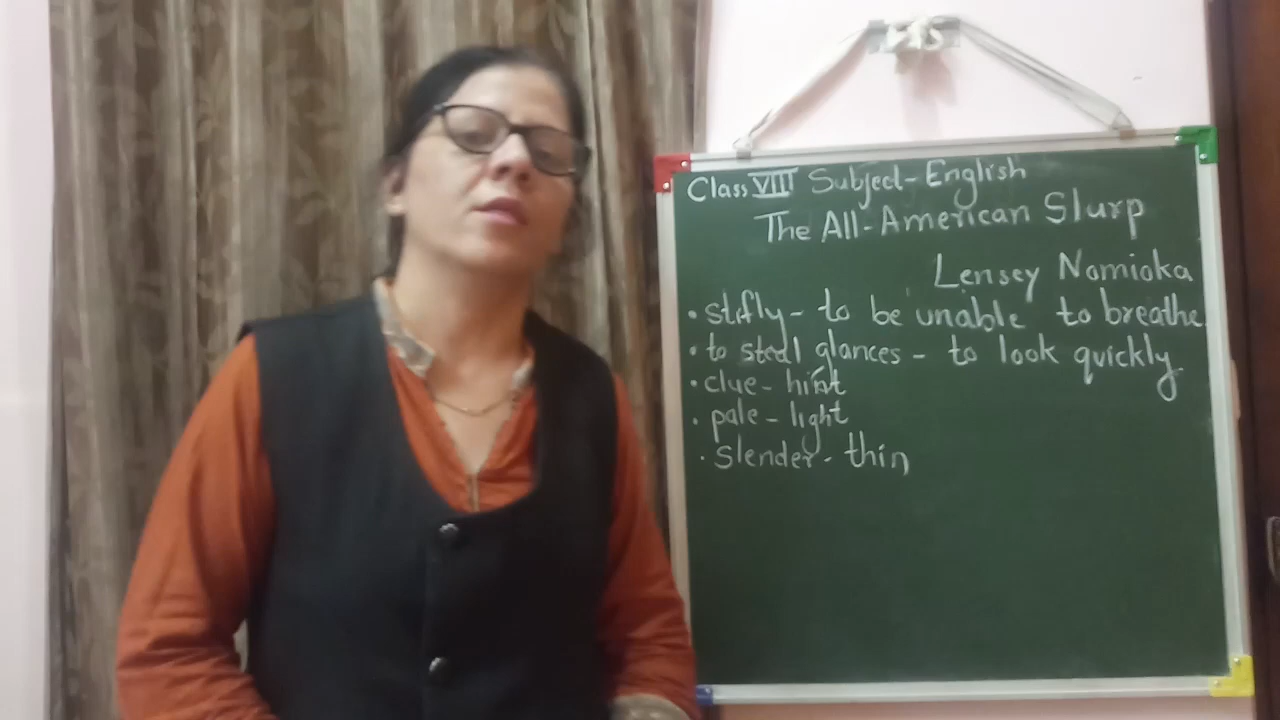 Class VIII Subject - English
The All-American Slurp
Lensey Namioka
• stifly - to be unable to breathe.
• to steal glances - to look quickly
• clue - hint
• pale - light
• Slender - thin